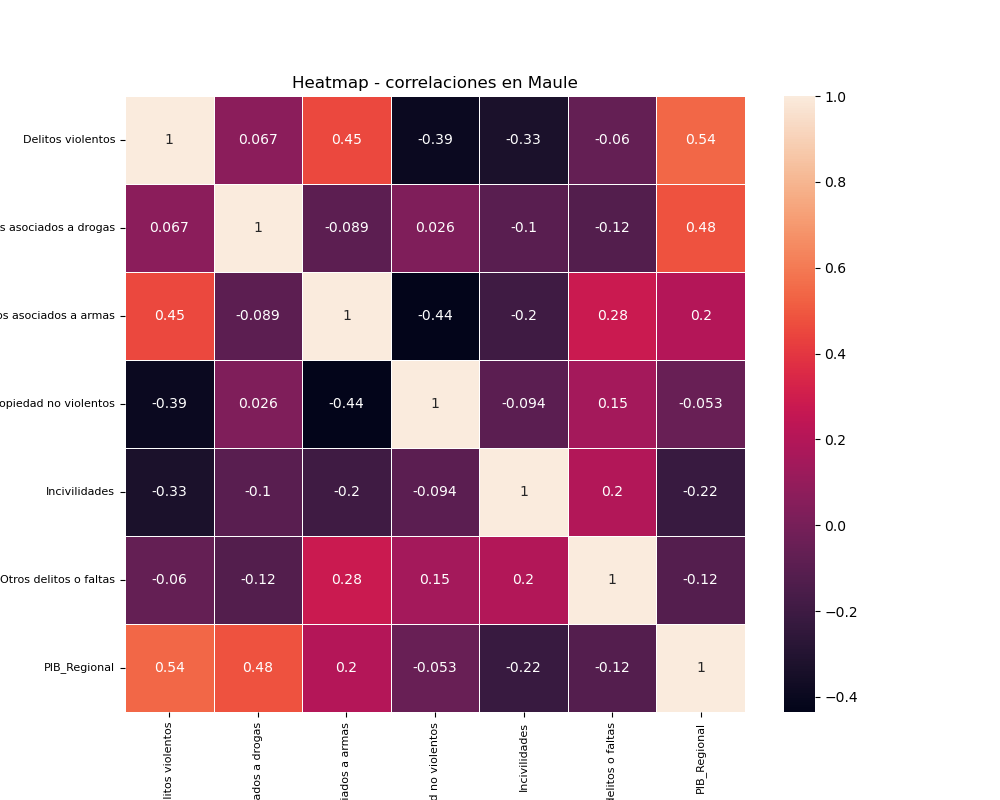 Heatmap - correlaciones en Maule
Delitos violentos 1 0.067 0.45 -0.39 -0.33 -0.06 0.54
s asociados a drogas 0.067 1 -0.089 0.026 -0.1 -0.12 0.48
os asociados a armas 0.45 -0.089 1 -0.44 -0.2 0.28 0.2
opiedad no violentos -0.39 0.026 -0.44 1 -0.094 0.15 -0.053
Incivilidades -0.33 -0.1 -0.2 -0.094 1 0.2 -0.22
Otros delitos o faltas -0.06 -0.12 0.28 0.15 0.2 1 -0.12
PIB_Regional 0.54 0.48 0.2 -0.053 -0.22 -0.12 1
litos violentos
ados a drogas
iados a armas
d no violentos
Incivilidades
delitos o faltas
PIB_Regional
1.0
0.8
0.6
0.4
0.2
0.0
−0.2
−0.4